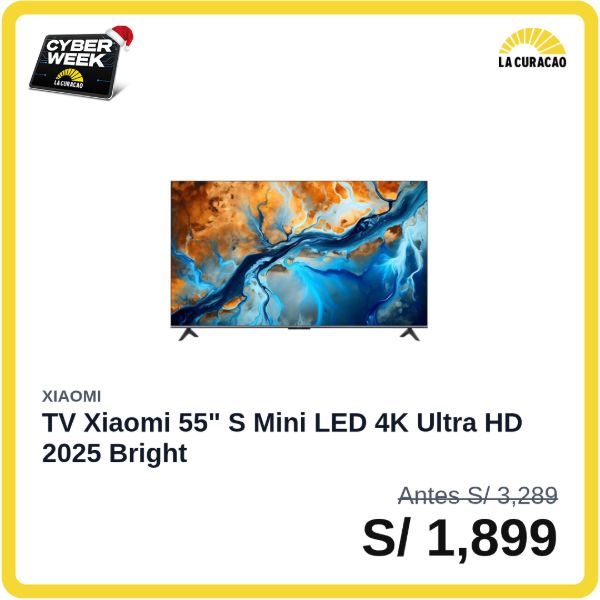 CYBER
WEEK
LA CURACAO
LA CURACAO
XIAOMI
TV Xiaomi 55" S Mini LED 4K Ultra HD
2025 Bright
Antes S/ 3,289
S/ 1,899